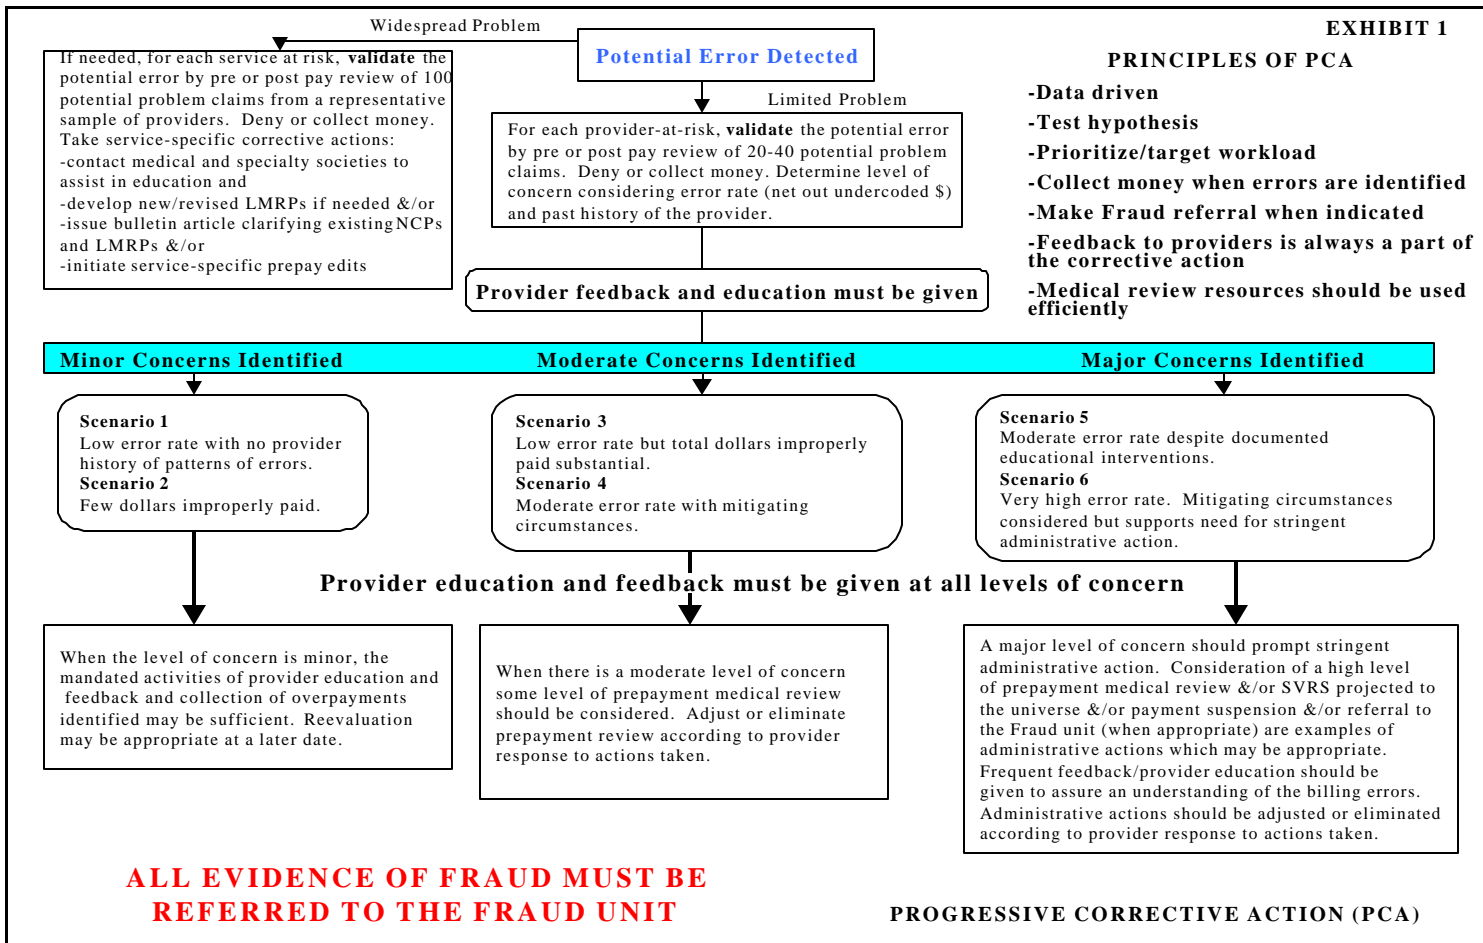 Widespread Problem
EXHIBIT 1
Potential Error Detected
PRINCIPLES OF PCA
If needed, for each service at risk, validate the
potential error by pre or post pay review of 100
potential problem claims from a representative
sample of providers.  Deny or collect money.
Take service-specific corrective actions:
-contact medical and specialty societies to
assist in education and
-develop new/revised LMRPs if needed &/or
-issue bulletin article clarifying existing NCPs
and LMRPs &/or
-initiate service-specific prepay edits
Limited Problem
For each provider-at-risk, validate the potential error
by pre or post pay review of 20-40 potential problem
claims.  Deny or collect money. Determine level of
concern considering error rate (net out undercoded $)
and past history of the provider.
-Data driven
-Test hypothesis
-Prioritize/target workload
-Collect money when errors are identified
-Make Fraud referral when indicated
-Feedback to providers is always a part of
the corrective action
-Medical review resources should be used
efficiently
Provider feedback and education must be given
Minor Concerns Identified
Moderate Concerns Identified
Major Concerns Identified
Scenario 1
Low error rate with no provider
history of patterns of errors.
Scenario 2
Few dollars improperly paid.
Scenario 3
Low error rate but total dollars improperly
paid substantial.
Scenario 4
Moderate error rate with mitigating
circumstances.
Scenario 5
Moderate error rate despite documented
educational interventions.
Scenario 6
Very high error rate.  Mitigating circumstances
considered but supports need for stringent
administrative action.
Provider education and feedback must be given at all levels of concern
When the level of concern is minor, the
mandated activities of provider education and
feedback and collection of overpayments
identified may be sufficient.  Reevaluation
may be appropriate at a later date.
When there is a moderate level of concern
some level of prepayment medical review
should be considered.  Adjust or eliminate
prepayment review according to provider
response to actions taken.
A major level of concern should prompt stringent
administrative action.  Consideration of a high level
of prepayment medical review &/or SVRS projected to
the universe &/or payment suspension &/or referral to
the Fraud unit (when appropriate) are examples of
administrative actions which may be appropriate.
Frequent feedback/provider education should be
given to assure an understanding of the billing errors.
Administrative actions should be adjusted or eliminated
according to provider response to actions taken.
ALL EVIDENCE OF FRAUD MUST BE
REFERRED TO THE FRAUD UNIT
PROGRESSIVE CORRECTIVE ACTION (PCA)